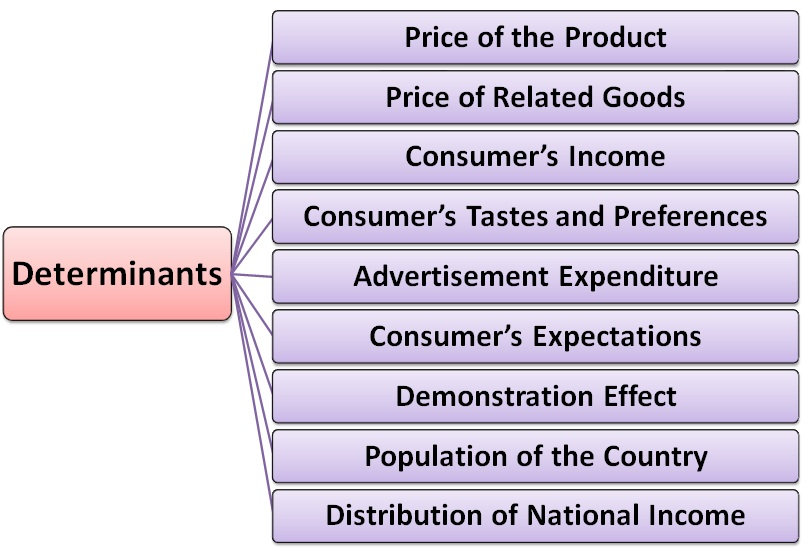 Determinants
Price of the Product
Price of Related Goods
Consumer’s Income
Consumer’s Tastes and Preferences
Advertisement Expenditure
Consumer’s Expectations
Demonstration Effect
Population of the Country
Distribution of National Income